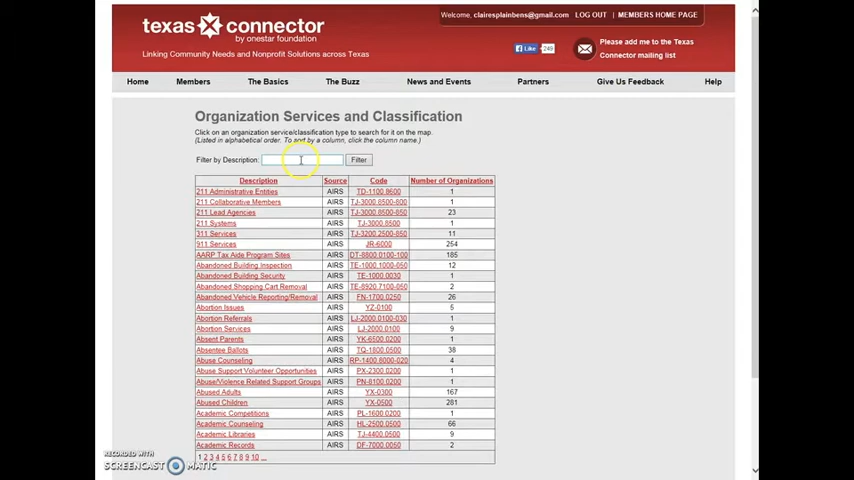 texas connector
by onestar foundation
Linking Community Needs and Nonprofit Solutions across Texas
Welcome, clairesplainbens@gmail.com LOG OUT | MEMBERS HOME PAGE
Like 249
Please add me to the Texas
Connector mailing list
Home Members The Basics The Buzz News and Events Partners Give Us Feedback Help
Organization Services and Classification
Click on an organization service/classification type to search for it on the map.
(Listed in alphabetical order. To sort by a column, click the column name.)
Filter by Description: Filter
Description Source Code Number of Organizations
211 Administrative Entities AIRS TD-1100.8600 1
211 Collaborative Members AIRS TJ-3000.8500-800 1
211 Lead Agencies AIRS TJ-3000.8500-850 23
211 Systems AIRS TJ-3000.8500 1
311 Services AIRS TJ-3200.2500-850 11
911 Services AIRS JR-6000 254
AARP Tax Aide Program Sites AIRS DT-8800.0100-100 185
Abandoned Building Inspection AIRS TE-1000.1000-050 12
Abandoned Building Security AIRS TE-1000.0030 1
Abandoned Shopping Cart Removal AIRS TE-8920.7100-050 2
Abandoned Vehicle Reporting/Removal AIRS FN-1700.0250 26
Abortion Issues AIRS YZ-0100 5
Abortion Referrals AIRS LJ-2000.0100-030 1
Abortion Services AIRS LJ-2000.0100 9
Absent Parents AIRS YK-6500.0200 1
Absentee Ballots AIRS TQ-1800.0500 38
Abuse Counseling AIRS RP-1400.8000-020 4
Abuse Support Volunteer Opportunities AIRS PX-2300.0200 1
Abuse/Violence Related Support Groups AIRS PN-8100.0200 1
Abused Adults AIRS YX-0300 167
Abused Children AIRS YX-0500 281
Academic Competitions AIRS PL-1600.0200 1
Academic Counseling AIRS HL-2500.0500 66
Academic Libraries AIRS TJ-4400.0500 9
Academic Records AIRS DF-7000.0050 2
1 2 3 4 5 6 7 8 9 10 ...
RECORDED WITH
SCREENCAST MATIC